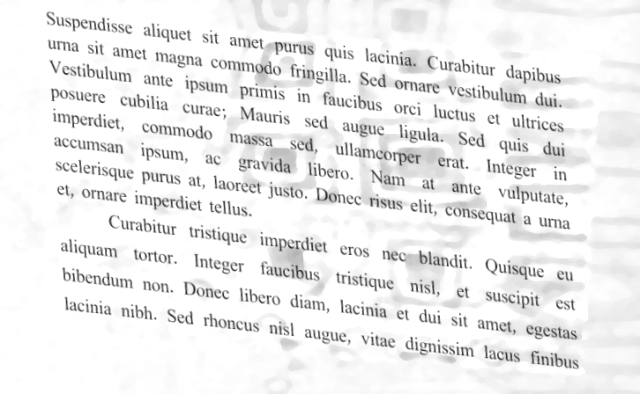 Suspendisse aliquet sit amet purus quis lacinia. Curabitur dapibus
urna sit amet magna commodo fringilla. Sed ornare vestibulum dui.
Vestibulum ante ipsum primis in faucibus orci luctus et ultrices
posuere cubilia curae; Mauris sed augue ligula. Sed quis dui
imperdiet, commodo massa sed, ullamcorper erat. Integer in
accumsan ipsum, ac gravida libero. Nam at ante vulputate,
scelerisque purus at, laoreet justo. Donec risus elit, consequat a urna
et, ornare imperdiet tellus.
Curabitur tristique imperdiet eros nec blandit. Quisque eu
aliquam tortor. Integer faucibus tristique nisl, et suscipit est
bibendum non. Donec libero diam, lacinia et dui sit amet, egestas
lacinia nibh. Sed rhoncus nisl augue, vitae dignissim lacus finibus